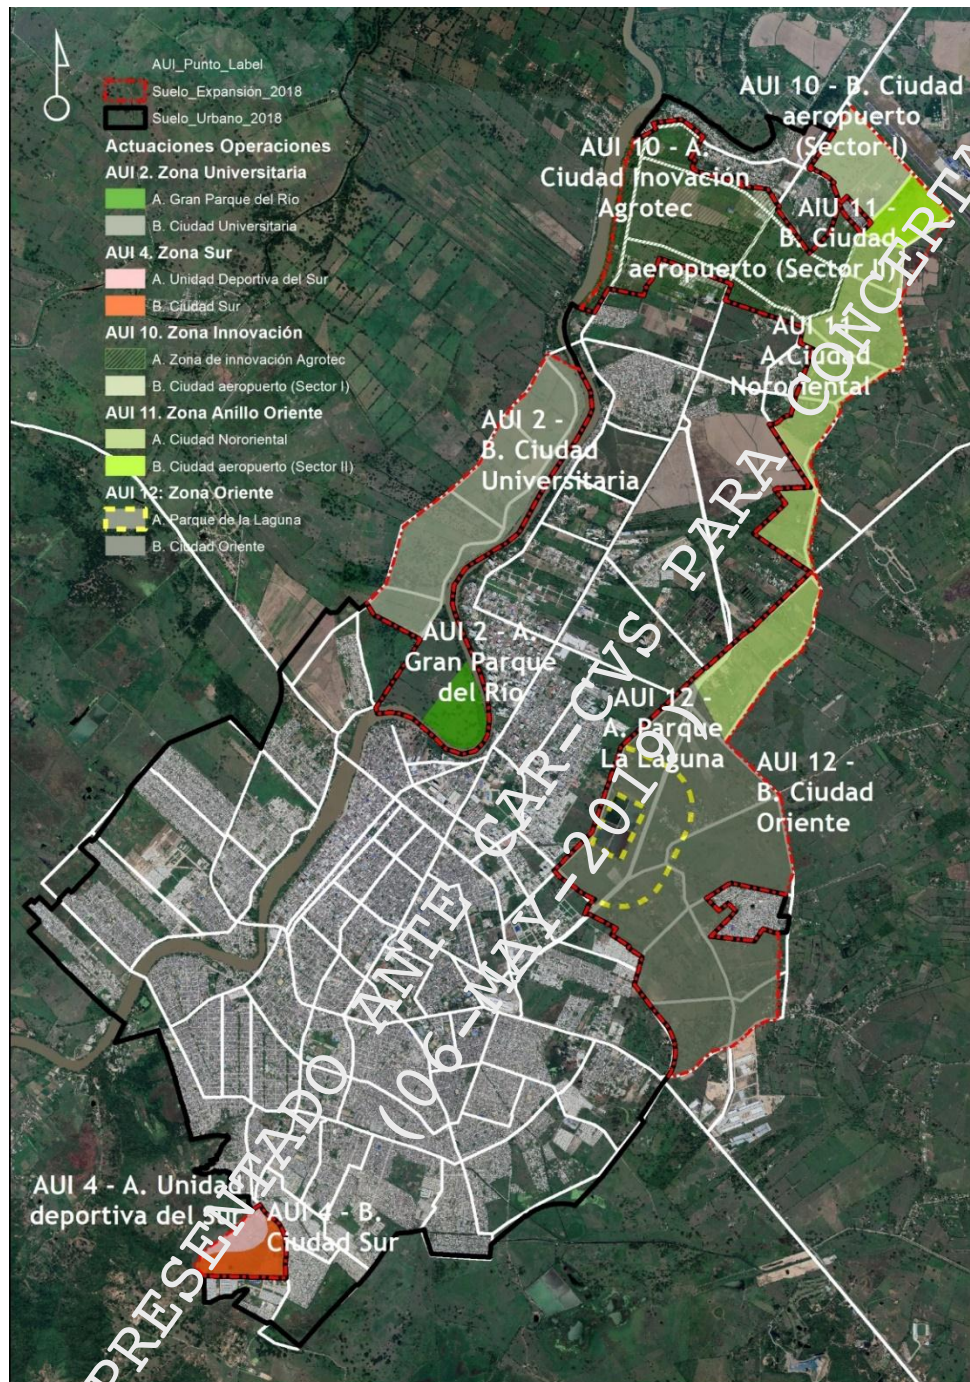 AUI_Punto_Label
Suelo_Expansión_2018
Suelo_Urbano_2018
Actuaciones Operaciones
AUI 2. Zona Universitaria
A. Gran Parque del Río
B. Ciudad Universitaria
AUI 4. Zona Sur
A. Unidad Deportiva del Sur
B. Ciudad Sur
AUI 10. Zona Innovación
A. Zona de innovación Agrotec
B. Ciudad aeropuerto (Sector I)
AUI 11. Zona Anillo Oriente
A. Ciudad Nororiental
B. Ciudad aeropuerto (Sector II)
AUI 12: Zona Oriente
A. Parque de la Laguna
B. Ciudad Oriente
AUI 10 - B. Ciudad
aeropuerto
(Sector I)
AUI 10 - A.
Ciudad Inovación
Agrotec
AIU 11 -
B. Ciudad
aeropuerto (Sector II)
AUI 11
A. Ciudad
Nororiental
AUI 2 -
B. Ciudad
Universitaria
AUI 2 - A.
Gran Parque
del Río
AUI 12 -
A. Parque
La Laguna
AUI 12 -
B. Ciudad
Oriente
AUI 4 - A. Unidad
deportiva del Sur
AUI 4 - B.
Ciudad Sur
PRESENTADO ANTE CAR-CVS PARA CONCERTA
(06-MAY-2019)